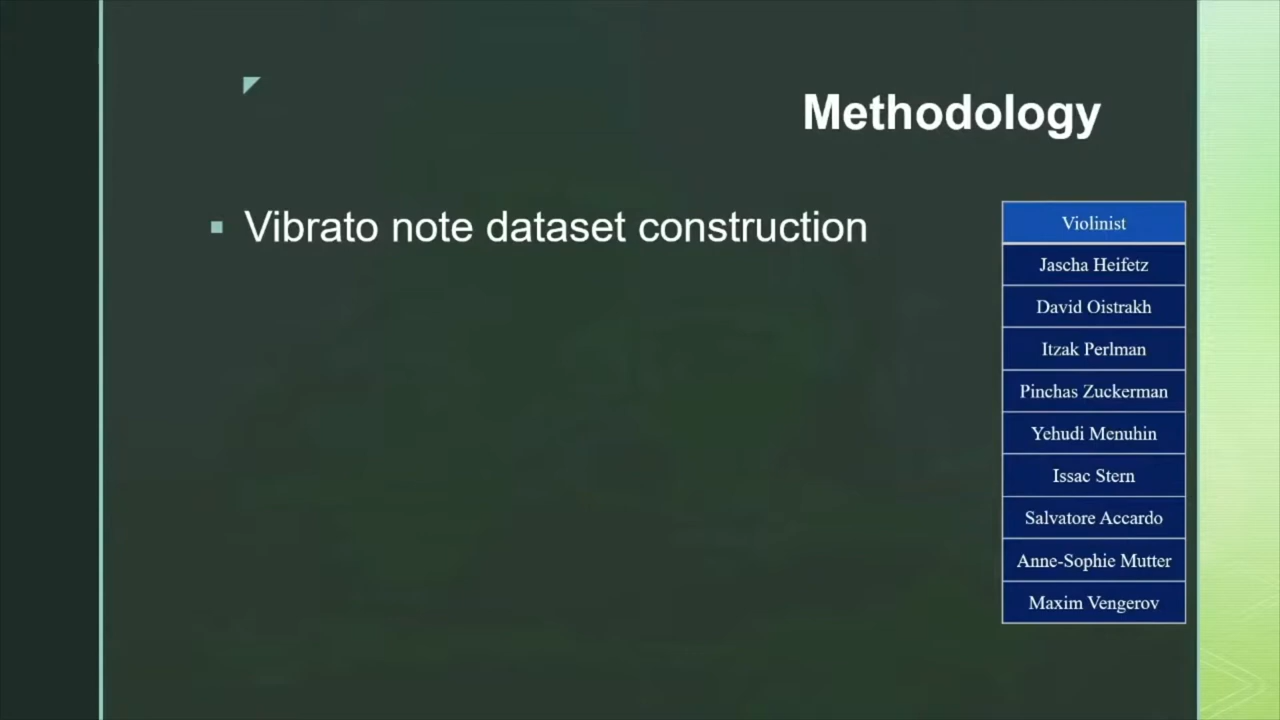 Methodology
Vibrato note dataset construction
Violinist
Jascha Heifetz
David Oistrakh
Itzak Perlman
Pinchas Zuckerman
Yehudi Menuhin
Issac Stern
Salvatore Accardo
Anne-Sophie Mutter
Maxim Vengerov